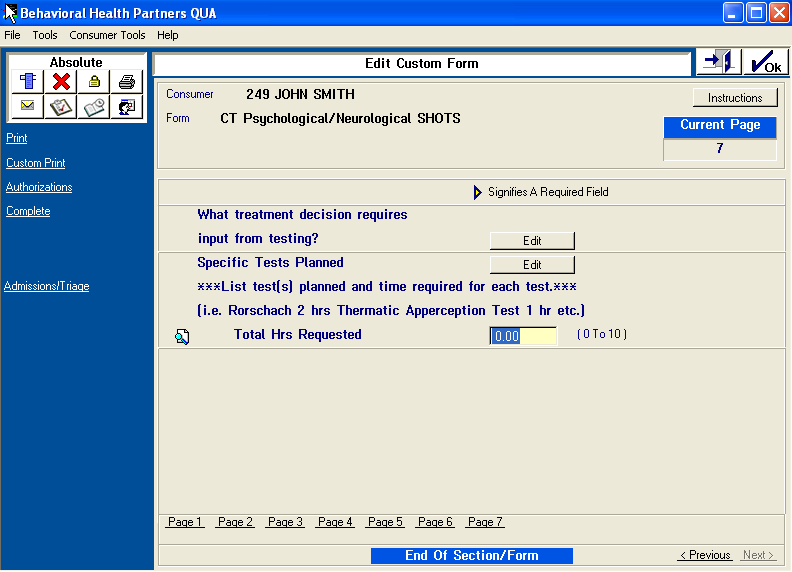 Behavioral Health Partners QUA
File Tools Consumer Tools Help
Absolute
Edit Custom Form
Ok
Print
Custom Print
Authorizations
Complete
Admissions/Triage
Consumer 249 JOHN SMITH
Instructions
Form CT Psychological/Neurological SHOTS
Current Page
7
Signifies A Required Field
What treatment decision requires
input from testing? Edit
Specific Tests Planned Edit
***List test(s) planned and time required for each test.***
(i.e. Rorschach 2 hrs Thermatic Apperception Test 1 hr etc.)
Total Hrs Requested 0.00 ( 0 To 10 )
Page 1 Page 2 Page 3 Page 4 Page 5 Page 6 Page 7
End Of Section/Form < Previous Next >